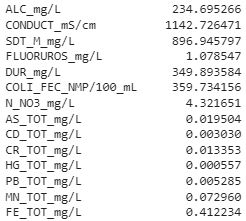 ALC_mg/L 234.695266
CONDUCT_mS/cm 1142.726471
SDT_M_mg/L 896.945797
FLUORUROS_mg/L 1.078547
DUR_mg/L 349.893584
COLI_FEC_NMP/100_mL 359.734156
N_NO3_mg/L 4.321651
AS_TOT_mg/L 0.019504
CD_TOT_mg/L 0.003030
CR_TOT_mg/L 0.013353
HG_TOT_mg/L 0.000557
PB_TOT_mg/L 0.005285
MN_TOT_mg/L 0.072960
FE_TOT_mg/L 0.412234